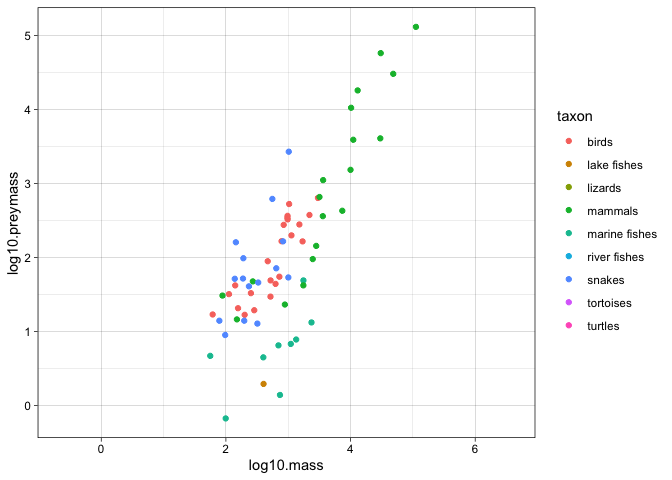 5
4
3
2
1
0
log10.preymass
0 2 4 6
log10.mass
taxon
birds
lake fishes
lizards
mammals
marine fishes
river fishes
snakes
tortoises
turtles